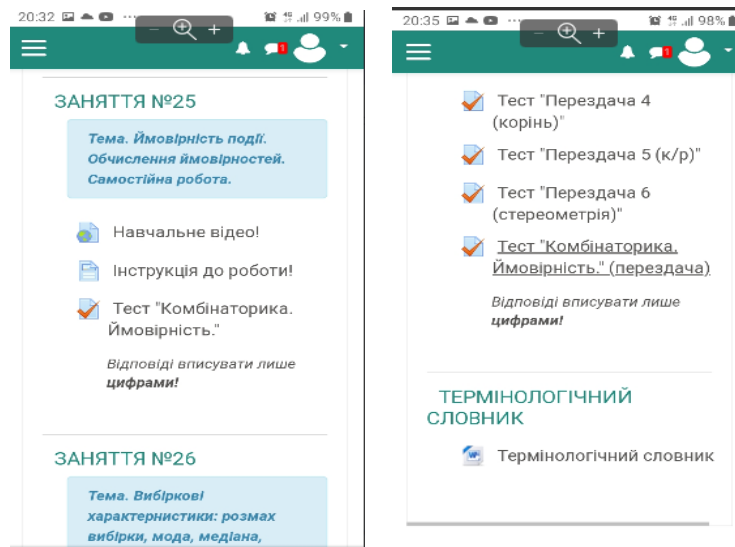 20:32 99%
1
ЗАНЯТТЯ №25
Тема. Ймовірність події.
Обчислення ймовірностей.
Самостійна робота.
Навчальне відео!
Інструкція до роботи!
Тест "Комбінаторика.
Ймовірність."
Відповіді вписувати лише
цифрами!
ЗАНЯТТЯ №26
Тема. Вибіркові
характеристики: розмах
вибірки, мода, медіана,
20:35 98%
1
Тест "Перездача 4
(корінь)"
Тест "Перездача 5 (к/р)"
Тест "Перездача 6
(стереометрія)"
Тест "Комбінаторика.
Ймовірність." (перездача)
Відповіді вписувати лише
цифрами!
ТЕРМІНОЛОГІЧНИЙ
СЛОВНИК
Термінологічний словник